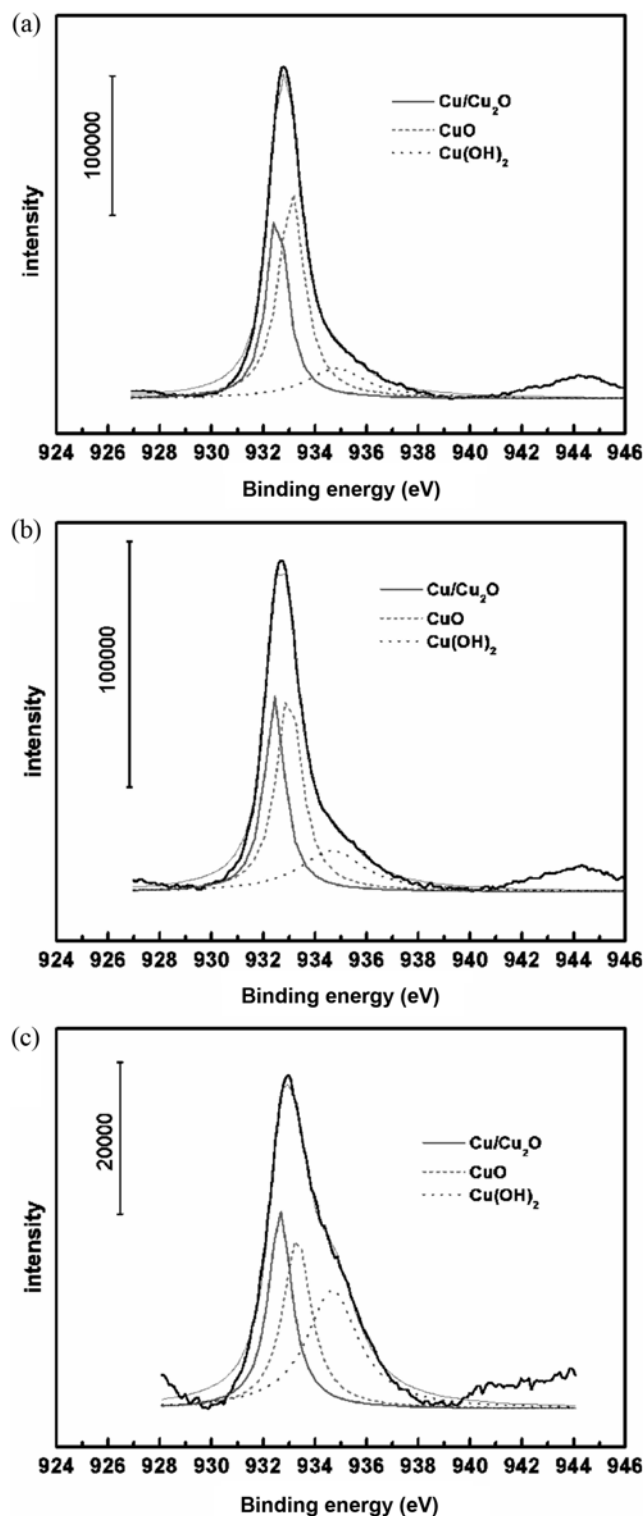 (a)
100000
intensity
Cu/Cu₂O
CuO
Cu(OH)₂
924 926 928 930 932 934 936 938 940 942 944 946
Binding energy (eV)
(b)
100000
intensity
Cu/Cu₂O
CuO
Cu(OH)₂
924 926 928 930 932 934 936 938 940 942 944 946
Binding energy (eV)
(c)
20000
intensity
Cu/Cu₂O
CuO
Cu(OH)₂
924 926 928 930 932 934 936 938 940 942 944 946
Binding energy (eV)